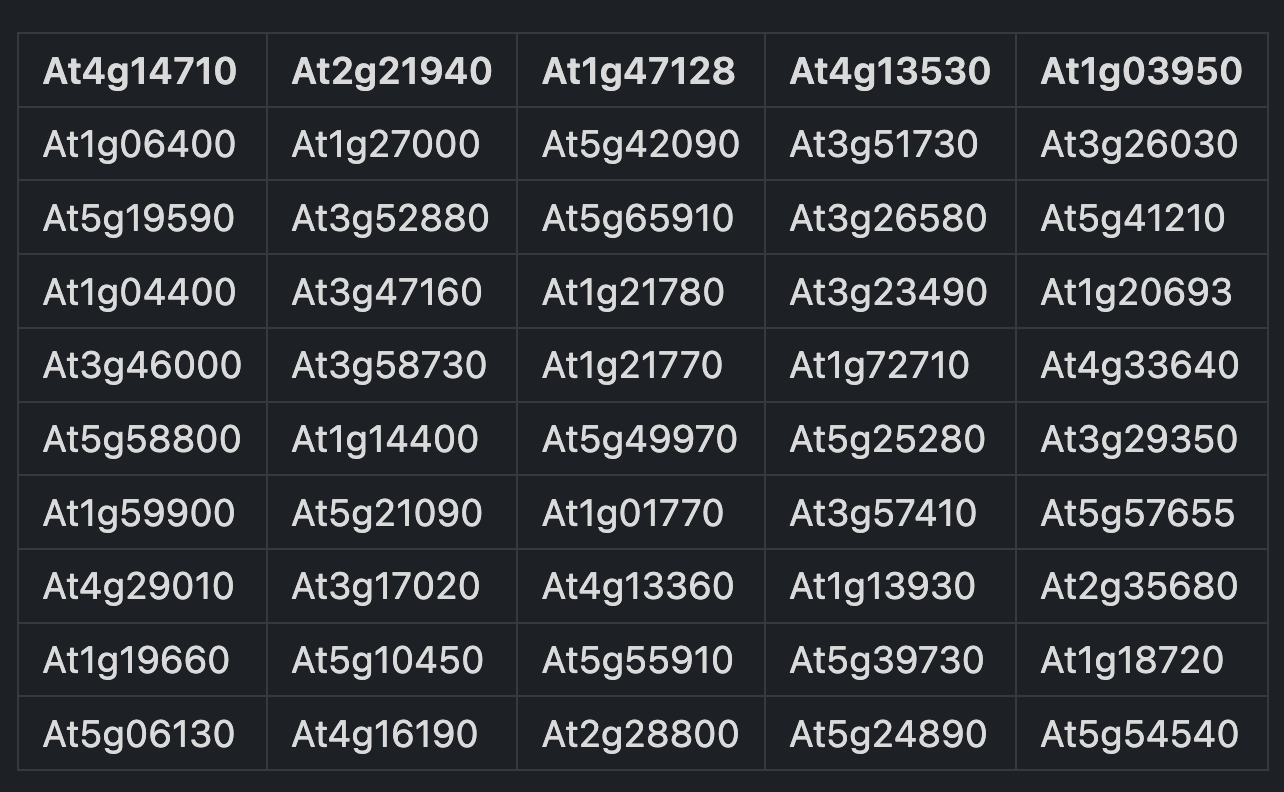 At4g14710 At2g21940 At1g47128 At4g13530 At1g03950
At1g06400 At1g27000 At5g42090 At3g51730 At3g26030
At5g19590 At3g52880 At5g65910 At3g26580 At5g41210
At1g04400 At3g47160 At1g21780 At3g23490 At1g20693
At3g46000 At3g58730 At1g21770 At1g72710 At4g33640
At5g58800 At1g14400 At5g49970 At5g25280 At3g29350
At1g59900 At5g21090 At1g01770 At3g57410 At5g57655
At4g29010 At3g17020 At4g13360 At1g13930 At2g35680
At1g19660 At5g10450 At5g55910 At5g39730 At1g18720
At5g06130 At4g16190 At2g28800 At5g24890 At5g54540